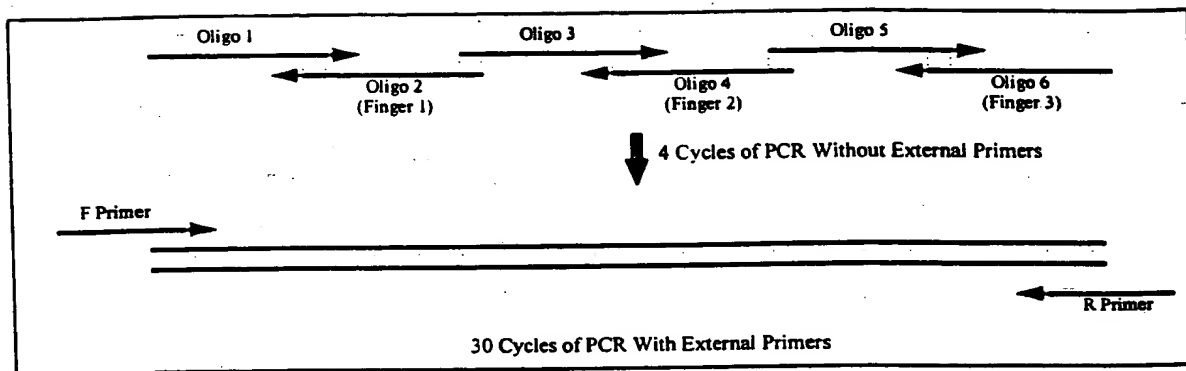 Oligo 1
Oligo 3
Oligo 5
Oligo 2
(Finger 1)
Oligo 4
(Finger 2)
Oligo 6
(Finger 3)
4 Cycles of PCR Without External Primers
F Primer
R Primer
30 Cycles of PCR With External Primers